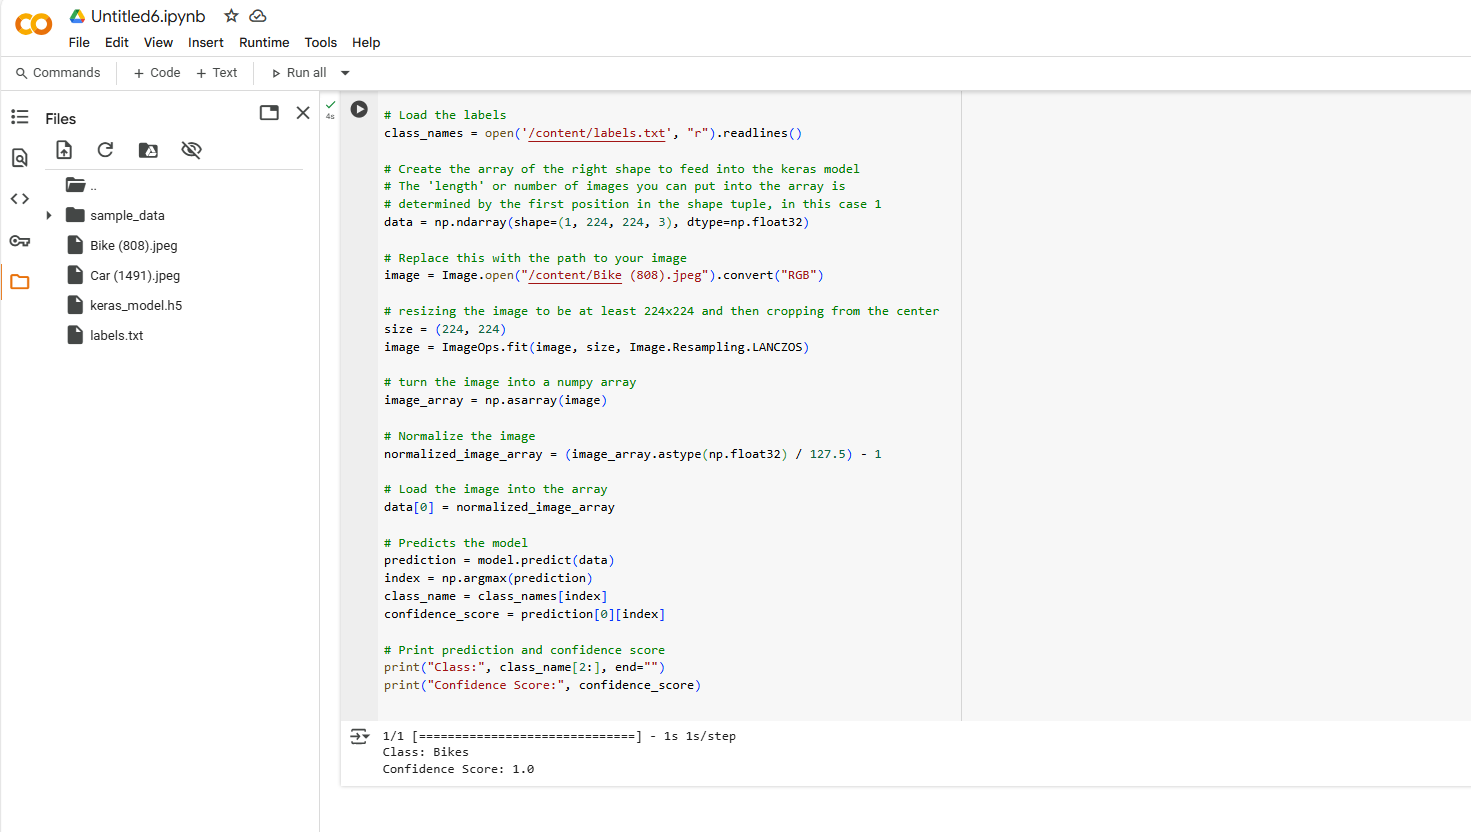 Untitled6.ipynb
File Edit View Insert Runtime Tools Help
Commands + Code + Text Run all
Files
..
sample_data
Bike (808).jpeg
Car (1491).jpeg
keras_model.h5
labels.txt
4s
# Load the labels
class_names = open('/content/labels.txt', "r").readlines()
# Create the array of the right shape to feed into the keras model
# The 'length' or number of images you can put into the array is
# determined by the first position in the shape tuple, in this case 1
data = np.ndarray(shape=(1, 224, 224, 3), dtype=np.float32)
# Replace this with the path to your image
image = Image.open("/content/Bike (808).jpeg").convert("RGB")
# resizing the image to be at least 224x224 and then cropping from the center
size = (224, 224)
image = ImageOps.fit(image, size, Image.Resampling.LANCZOS)
# turn the image into a numpy array
image_array = np.asarray(image)
# Normalize the image
normalized_image_array = (image_array.astype(np.float32) / 127.5) - 1
# Load the image into the array
data[0] = normalized_image_array
# Predicts the model
prediction = model.predict(data)
index = np.argmax(prediction)
class_name = class_names[index]
confidence_score = prediction[0][index]
# Print prediction and confidence score
print("Class:", class_name[2:], end="")
print("Confidence Score:", confidence_score)
1/1 [==============================] - 1s 1s/step
Class: Bikes
Confidence Score: 1.0